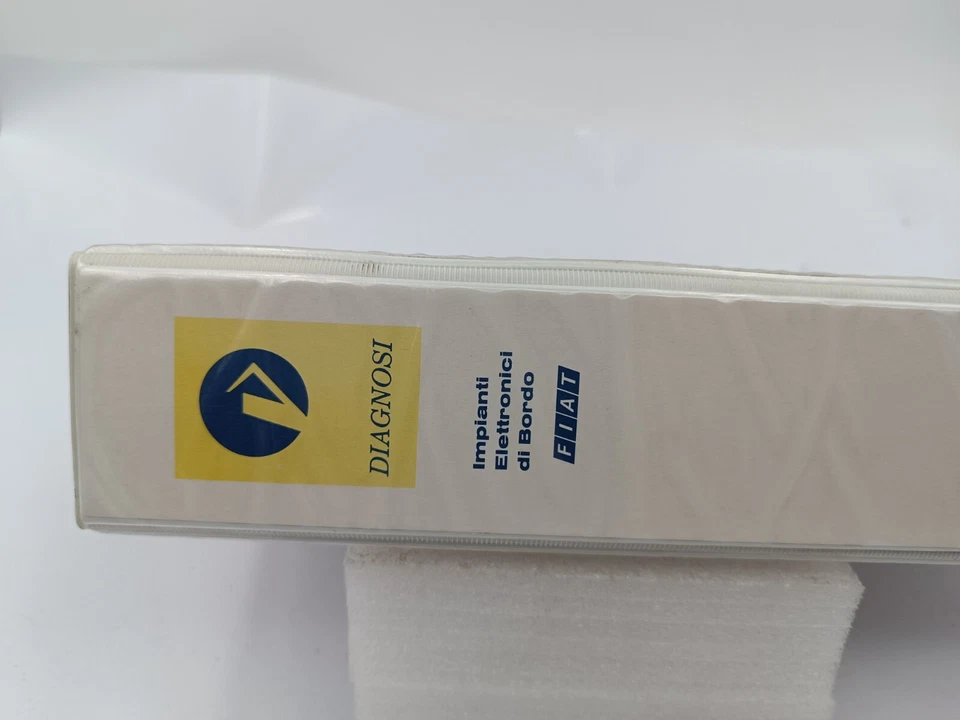 DIAGNOSI
Impianti
Elettronici
di Bordo
FIAT